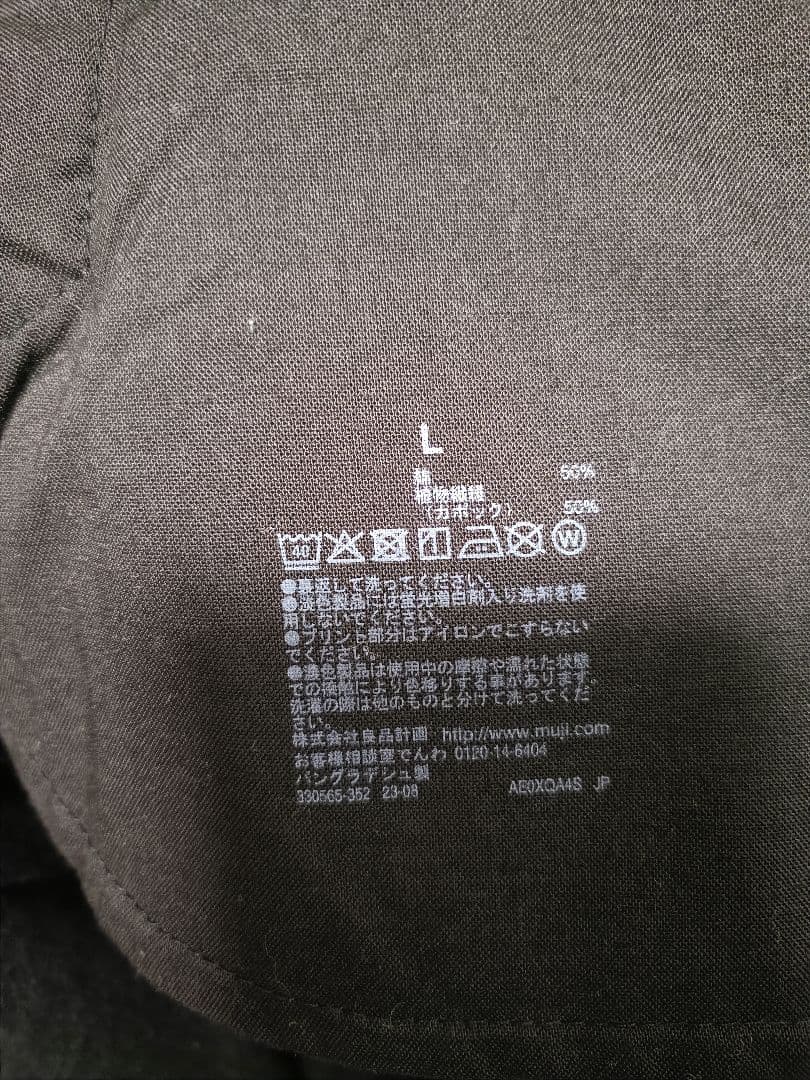 L
綿 50%
植物繊維
(カポック) 50%
40 W
●裏返して洗ってください。
●淡色製品には蛍光増白剤入り洗剤を使
用しないでください。
●プリント部分はアイロンでこすらない
でください。
●濃色製品は使用中の摩擦や濡れた状態
での接触により色移りする事があります。
洗濯の際は他のものと分けて洗ってくだ
さい。
株式会社良品計画 http://www.muji.com
お客様相談室でんわ 0120-14-6404
バングラデシュ製
330565-352 23-08 AE0XQA4S JP